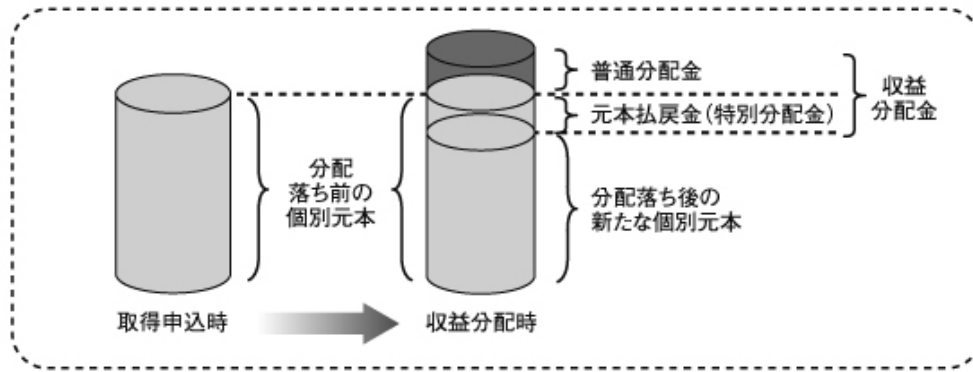 普通分配金
収益
分配金
元本払戻金(特別分配金)
分配
落ち前の
個別元本
分配落ち後の
新たな個別元本
取得申込時
収益分配時